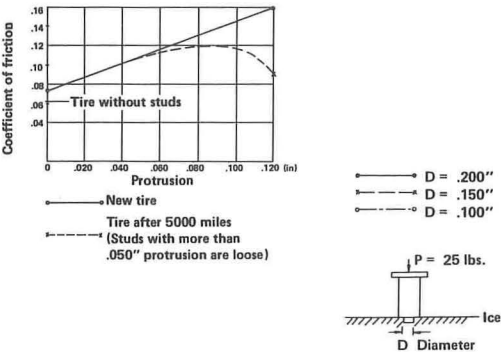 Coefficient of friction
.16
.14
.12
.10
.08
.06
.04
Tire without studs
0 .020 .040 .060 .080 .100 .120 (in)
Protrusion
New tire
Tire after 5000 miles
(Studs with more than
.050" protrusion are loose)
D = .200"
D = .150"
D = .100"
P = 25 lbs.
Ice
D Diameter